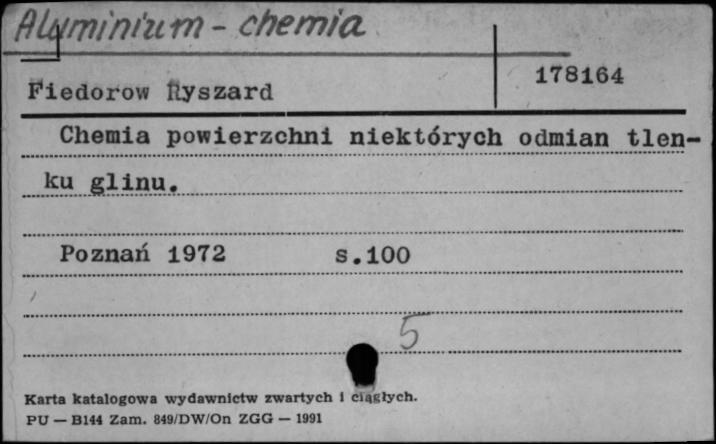 Aluminium - chemia
178164
Fiedorow Ryszard
Chemia powierzchni niektórych odmian tlen-
ku glinu.
Poznań 1972 s.100
5
Karta katalogowa wydawnictw zwartych i ciągłych.
PU — B144 Zam. 849/DW/On ZGG — 1991